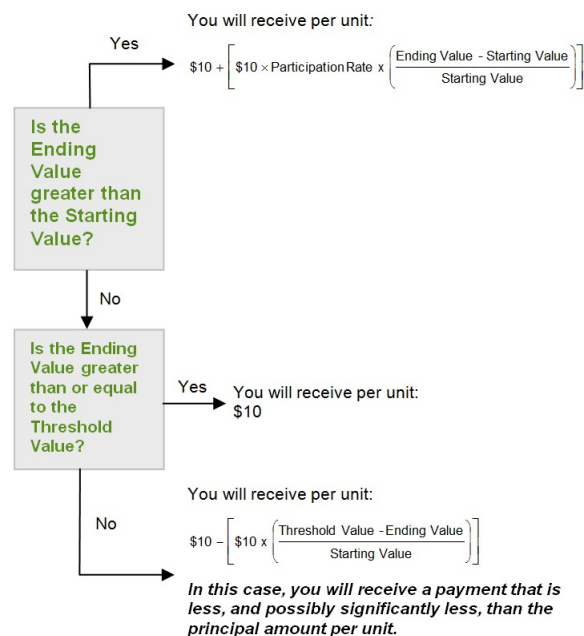 You will receive per unit:
Yes
$10 + [ $10 × Participation Rate x ( Ending Value - Starting Value
Starting Value ) ]
Is the
Ending
Value
greater than
the Starting
Value?
No
Is the Ending
Value greater
than or equal
to the
Threshold
Value?
Yes
You will receive per unit:
$10
You will receive per unit:
No
$10 − [ $10 x ( Threshold Value - Ending Value
Starting Value ) ]
In this case, you will receive a payment that is
less, and possibly significantly less, than the
principal amount per unit.